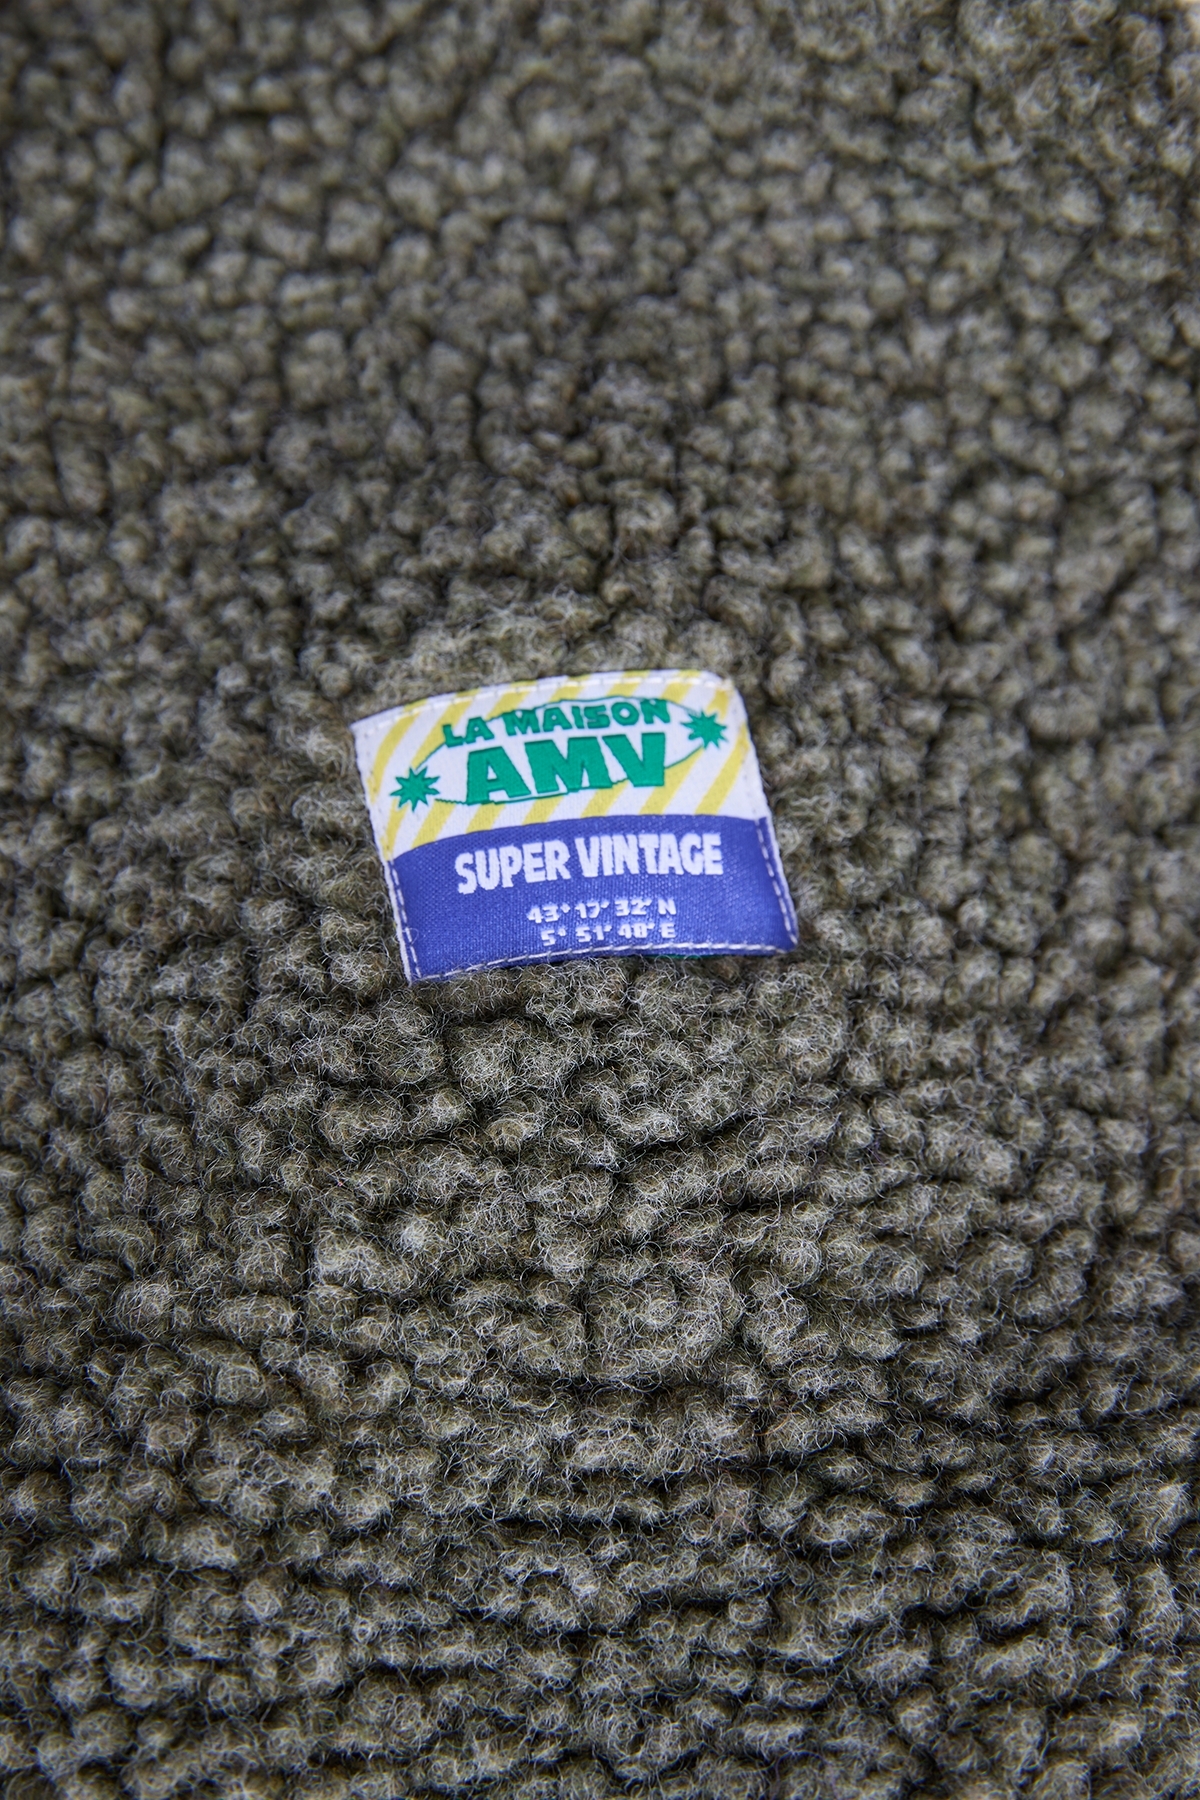 LA MAISON
AMV
SUPER VINTAGE
43° 17' 32" N
5° 51' 48" E